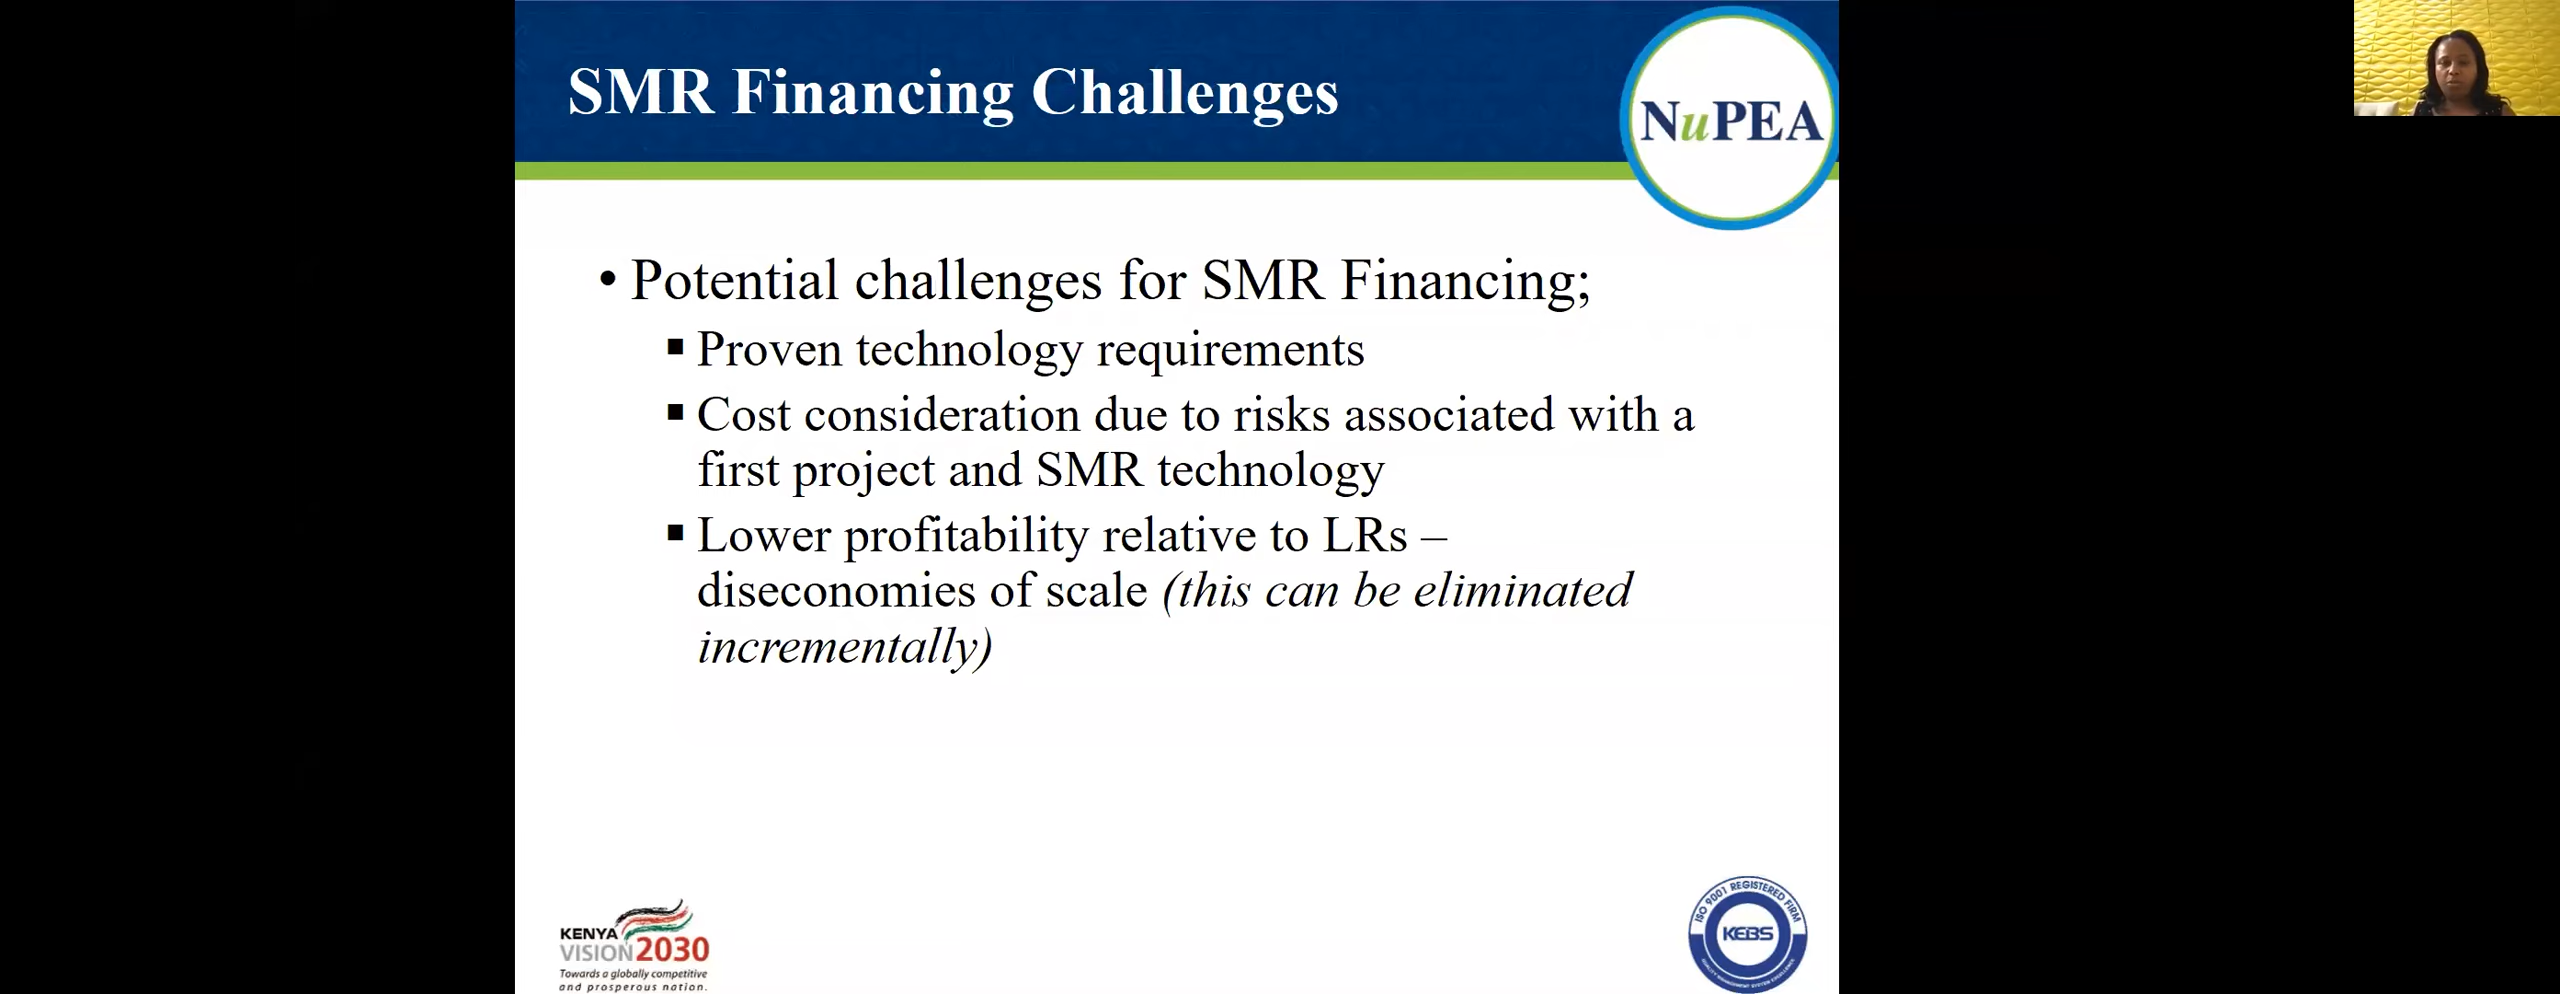 SMR Financing Challenges
NuPEA
• Potential challenges for SMR Financing;
▪ Proven technology requirements
▪ Cost consideration due to risks associated with a
first project and SMR technology
▪ Lower profitability relative to LRs –
diseconomies of scale (this can be eliminated
incrementally)
KENYA
VISION 2030
Towards a globally competitive
and prosperous nation.
ISO 9001 REGISTERED FIRM
KEBS